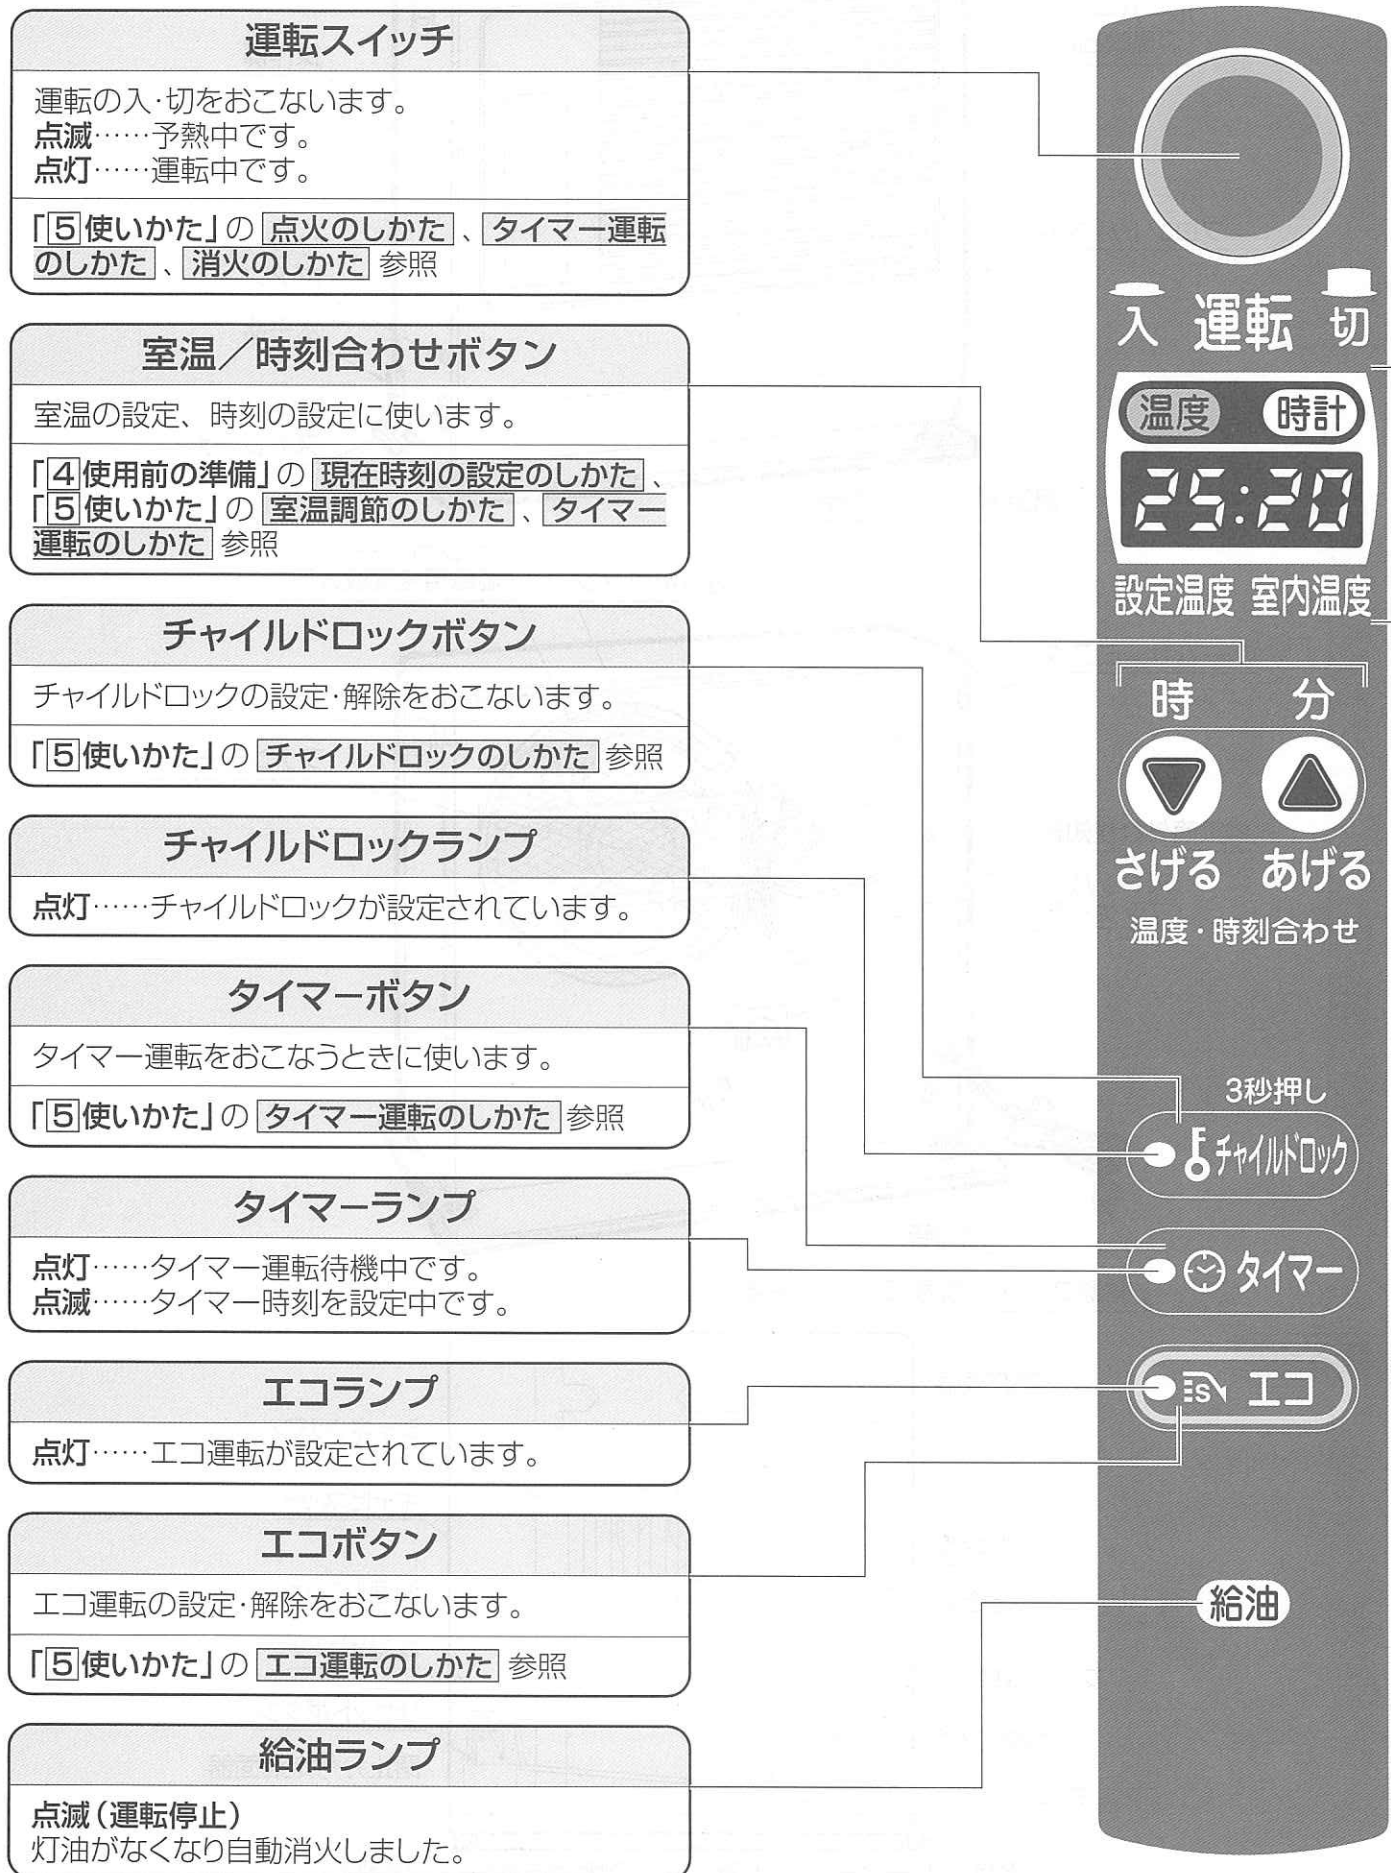 運転スイッチ
運転の入・切をおこないます。
点滅……予熱中です。
点灯……運転中です。
「5使いかた」の 点火のしかた 、 タイマー運転
のしかた 、 消火のしかた 参照
室温／時刻合わせボタン
室温の設定、時刻の設定に使います。
「4使用前の準備」の 現在時刻の設定のしかた 、
「5使いかた」の 室温調節のしかた 、 タイマー
運転のしかた 参照
チャイルドロックボタン
チャイルドロックの設定・解除をおこないます。
「5使いかた」の チャイルドロックのしかた 参照
チャイルドロックランプ
点灯……チャイルドロックが設定されています。
タイマーボタン
タイマー運転をおこなうときに使います。
「5使いかた」の タイマー運転のしかた 参照
タイマーランプ
点灯……タイマー運転待機中です。
点滅……タイマー時刻を設定中です。
エコランプ
点灯……エコ運転が設定されています。
エコボタン
エコ運転の設定・解除をおこないます。
「5使いかた」の エコ運転のしかた 参照
給油ランプ
点滅（運転停止）
灯油がなくなり自動消火しました。
入 運転 切
温度 時計
25:20
設定温度 室内温度
時 分
さげる あげる
温度・時刻合わせ
3秒押し
チャイルドロック
タイマー
S エコ
給油